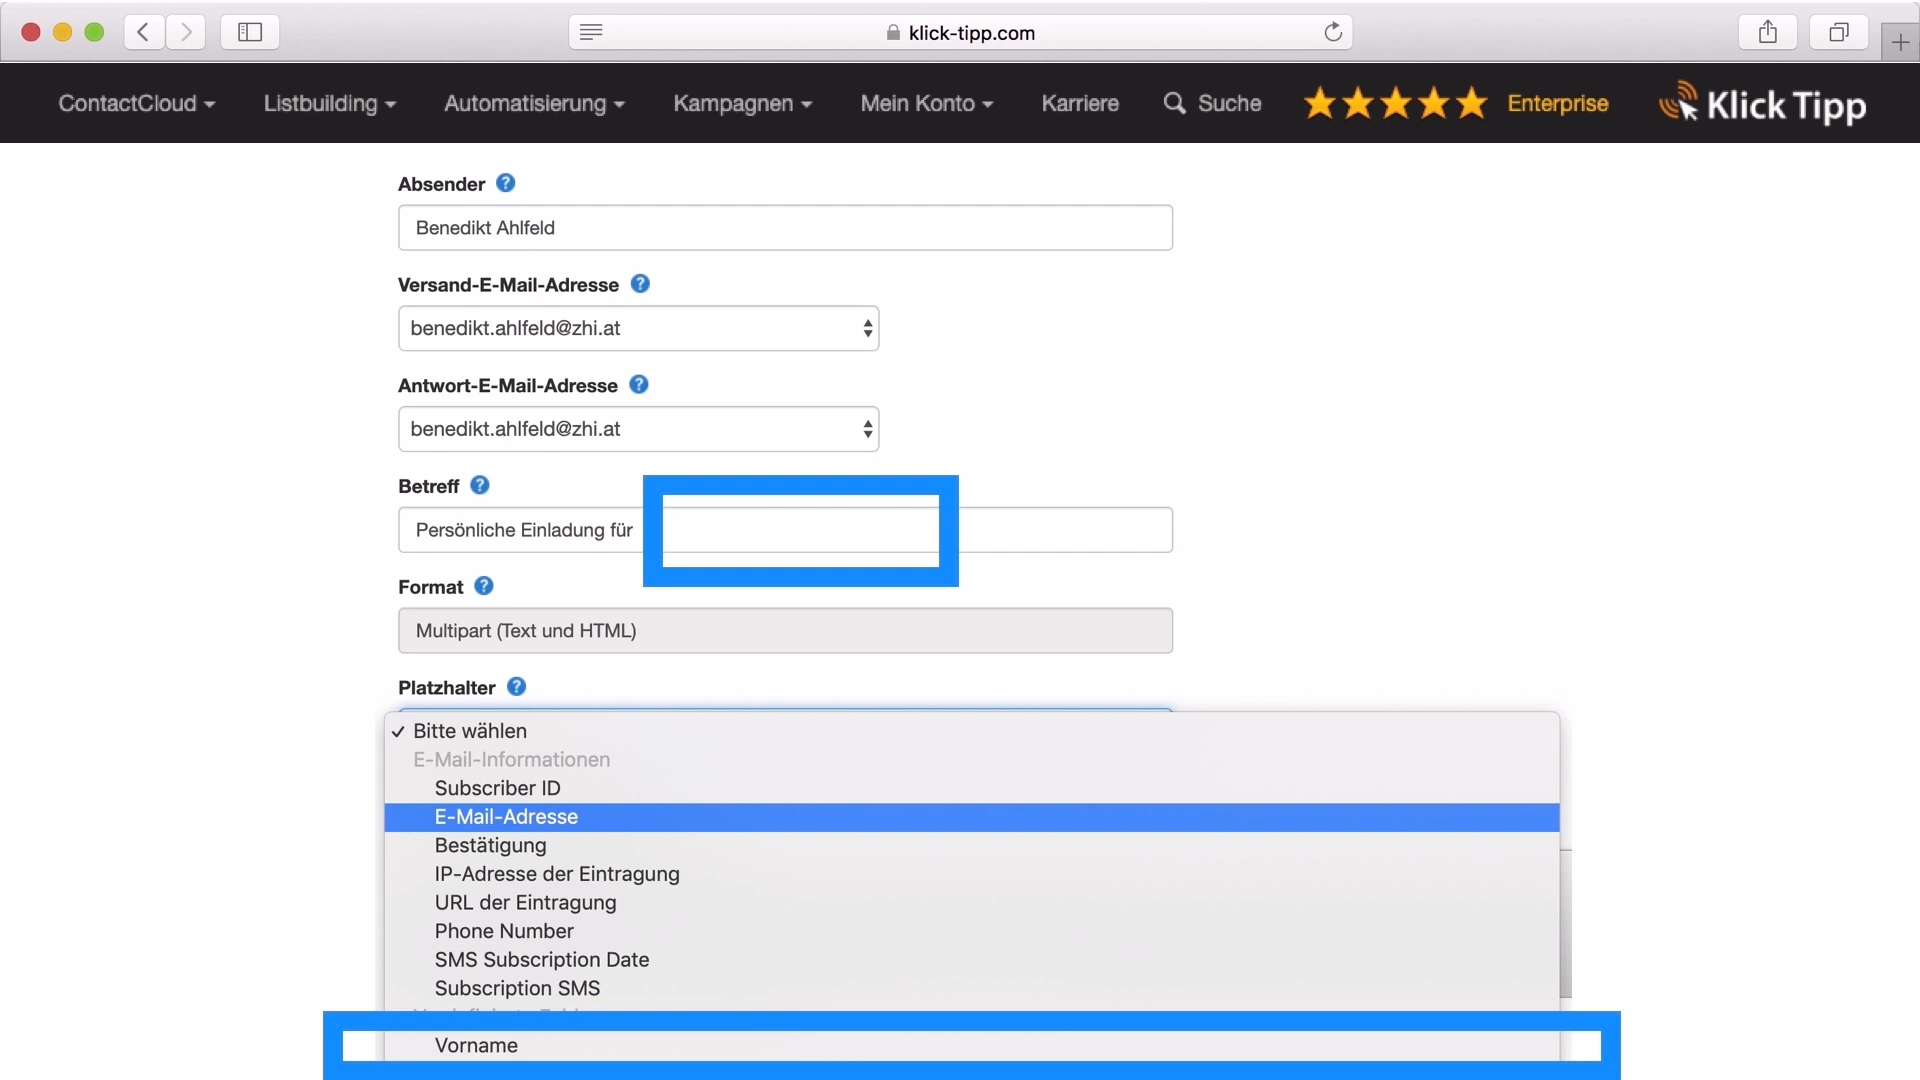 klick-tipp.com
ContactCloud Listbuilding Automatisierung Kampagnen Mein Konto Karriere Suche Enterprise Klick Tipp
Absender
Benedikt Ahlfeld
Versand-E-Mail-Adresse
benedikt.ahlfeld@zhi.at
Antwort-E-Mail-Adresse
benedikt.ahlfeld@zhi.at
Betreff
Persönliche Einladung für
Format
Multipart (Text und HTML)
Platzhalter
Bitte wählen
E-Mail-Informationen
Subscriber ID
E-Mail-Adresse
Bestätigung
IP-Adresse der Eintragung
URL der Eintragung
Phone Number
SMS Subscription Date
Subscription SMS
Vorname